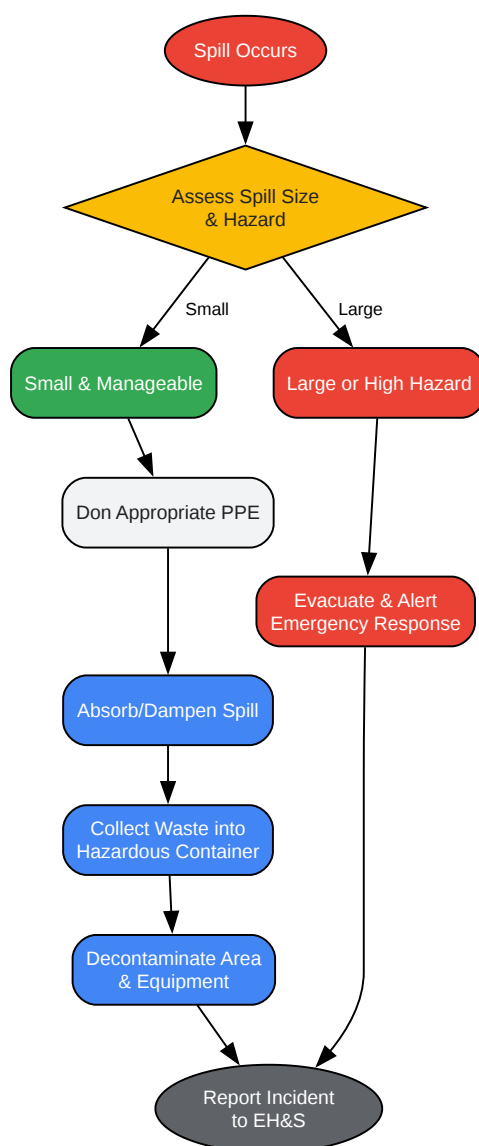 Spill Occurs
Assess Spill Size
& Hazard
Small
Large
Small & Manageable
Large or High Hazard
Don Appropriate PPE
Evacuate & Alert
Emergency Response
Absorb/Dampen Spill
Collect Waste into
Hazardous Container
Decontaminate Area
& Equipment
Report Incident
to EH&S